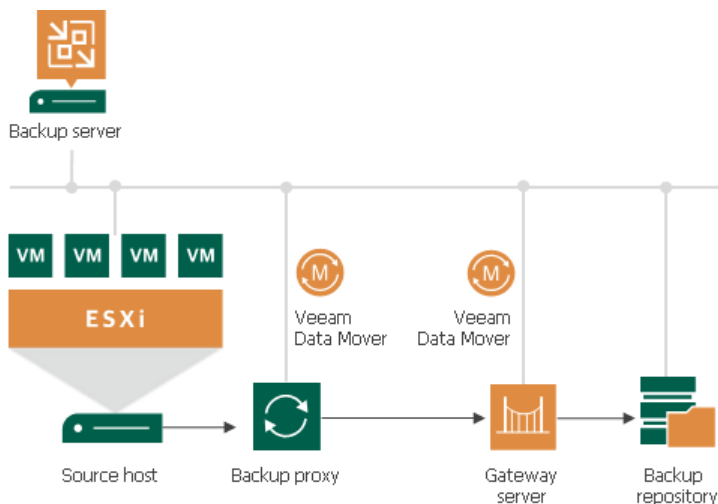 Backup server
VM VM VM VM
ESXi
M
M
Veeam
Data Mover
Veeam
Data Mover
Source host
Backup proxy
Gateway
server
Backup
repository